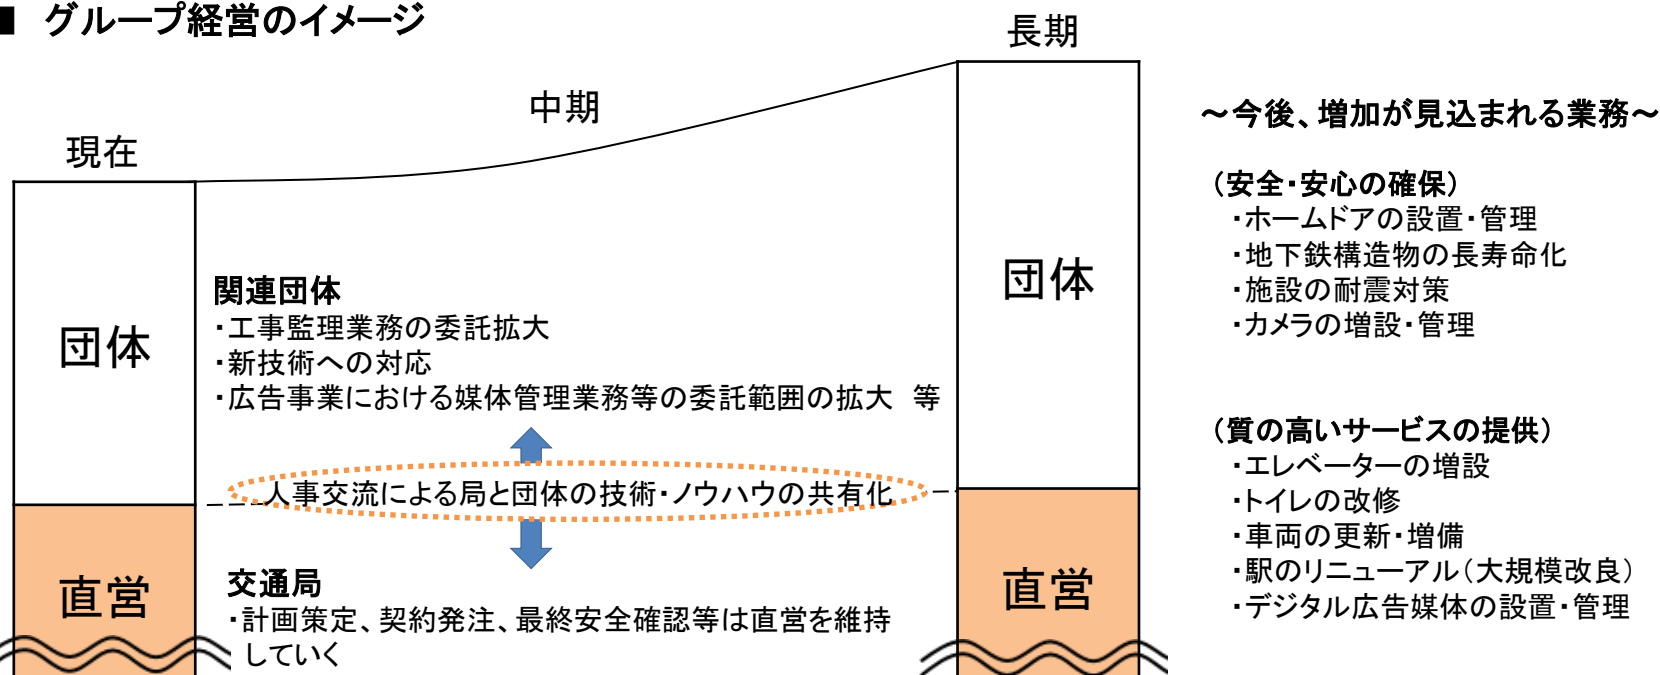 ■ グループ経営のイメージ
現在
中期
長期
団体
直営
関連団体
・工事監理業務の委託拡大
・新技術への対応
・広告事業における媒体管理業務等の委託範囲の拡大　等
人事交流による局と団体の技術・ノウハウの共有化
交通局
・計画策定、契約発注、最終安全確認等は直営を維持
していく
団体
直営
～今後、増加が見込まれる業務～
（安全・安心の確保）
・ホームドアの設置・管理
・地下鉄構造物の長寿命化
・施設の耐震対策
・カメラの増設・管理
（質の高いサービスの提供）
・エレベーターの増設
・トイレの改修
・車両の更新・増備
・駅のリニューアル（大規模改良）
・デジタル広告媒体の設置・管理